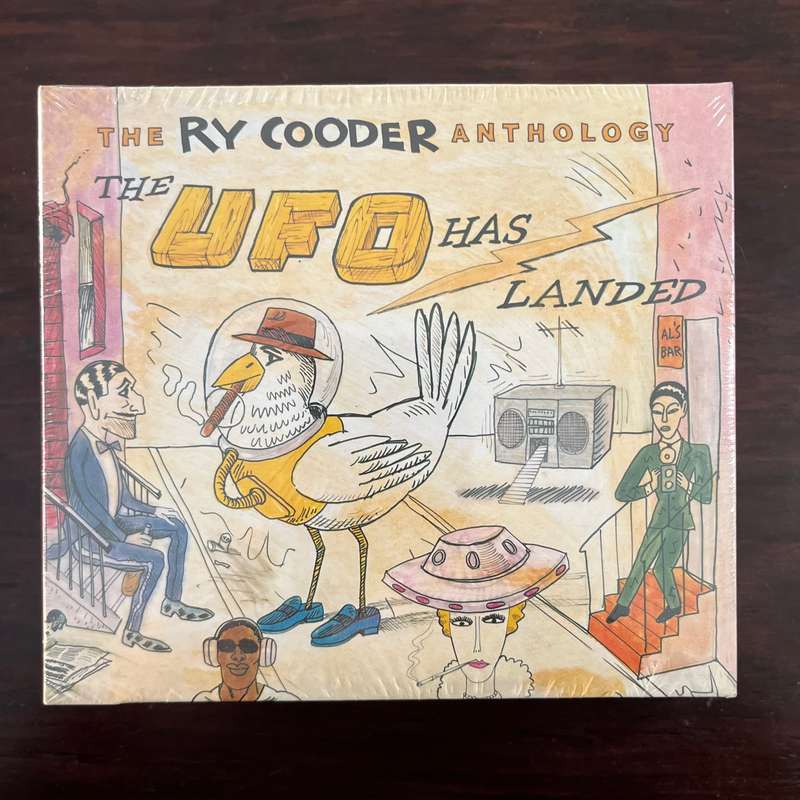 THE RY COODER ANTHOLOGY
THE UFO HAS
LANDED
AL'S
BAR